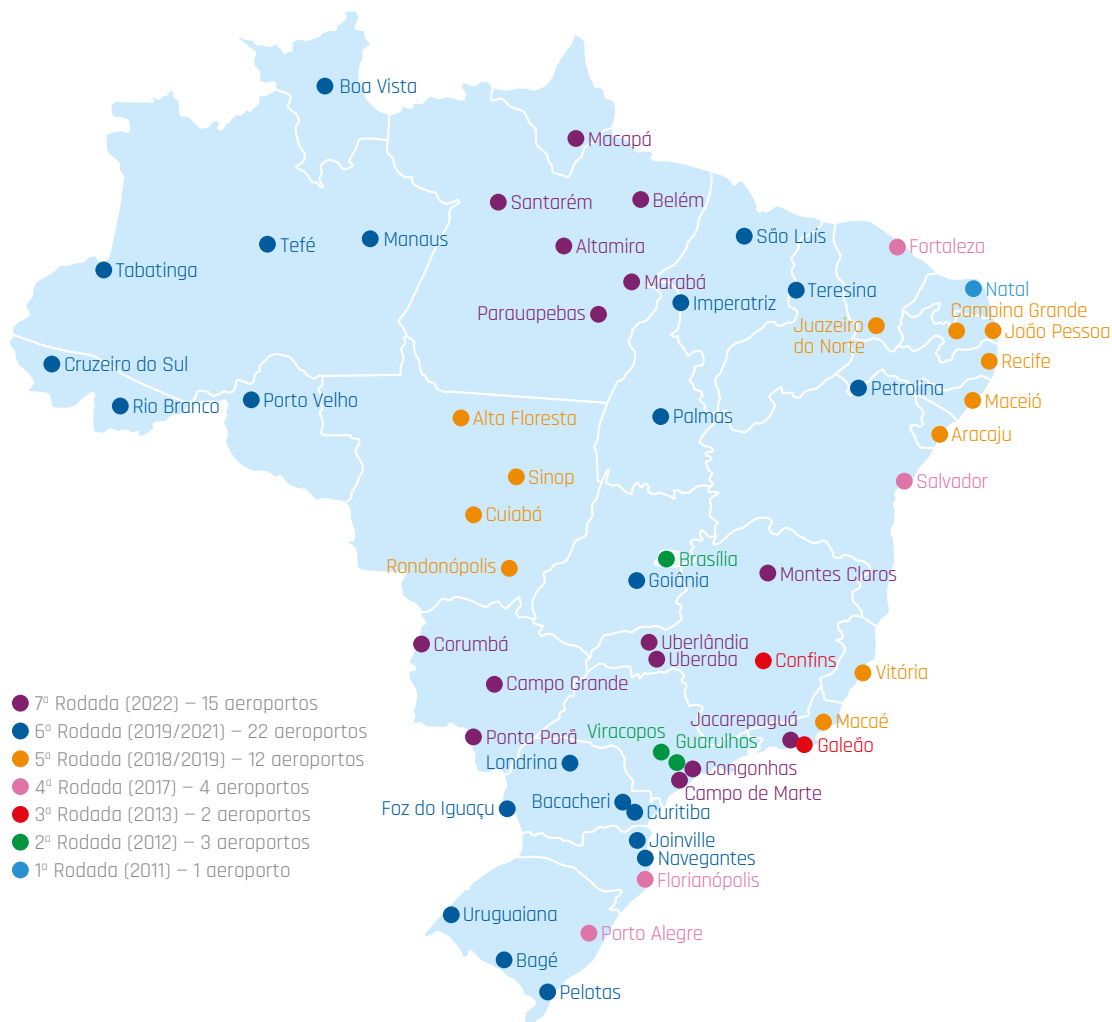 Boa Vista
Macapá
Santarém
Belém
Manaus
São Luís
Tefé
Altamira
Fortaleza
Tabatinga
Marabá
Natal
Imperatriz
Teresina
Parauapebas
Campina Grande
Juazeiro
do Norte
João Pessoa
Recife
Cruzeiro do Sul
Petrolina
Porto Velho
Maceió
Rio Branco
Palmas
Alta Floresta
Aracaju
Sinop
Salvador
Cuiabá
Brasília
Rondonópolis
Goiânia
Montes Claros
Corumbá
Uberlândia
Uberaba
Confins
Vitória
Campo Grande
Jacarepaguá
Macaé
Viracopos
Guarulhos
Galeão
Ponta Porã
Londrina
Congonhas
Campo de Marte
Foz do Iguaçu
Bacacheri
Curitiba
Joinville
Navegantes
Florianópolis
Uruguaiana
Porto Alegre
Bagé
Pelotas
7ª Rodada (2022) – 15 aeroportos
6ª Rodada (2019/2021) – 22 aeroportos
5ª Rodada (2018/2019) – 12 aeroportos
4ª Rodada (2017) – 4 aeroportos
3ª Rodada (2013) – 2 aeroportos
2ª Rodada (2012) – 3 aeroportos
1ª Rodada (2011) – 1 aeroporto